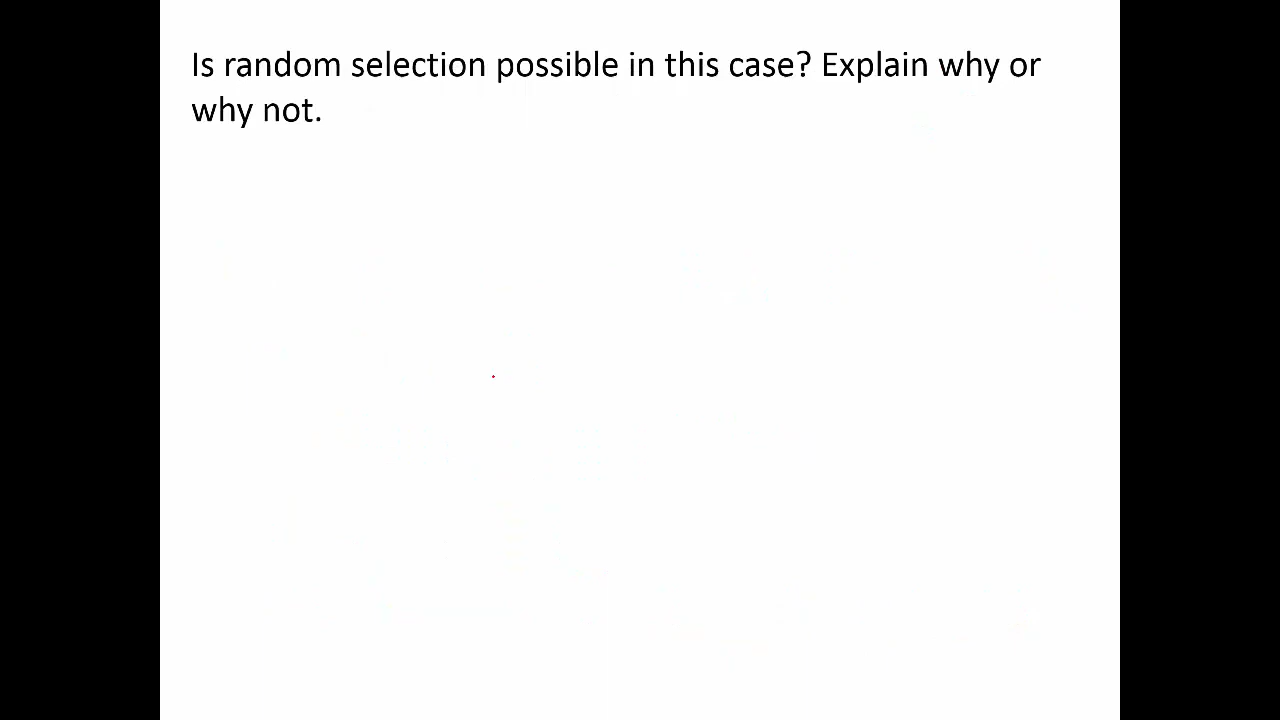 Is random selection possible in this case? Explain why or
why not.